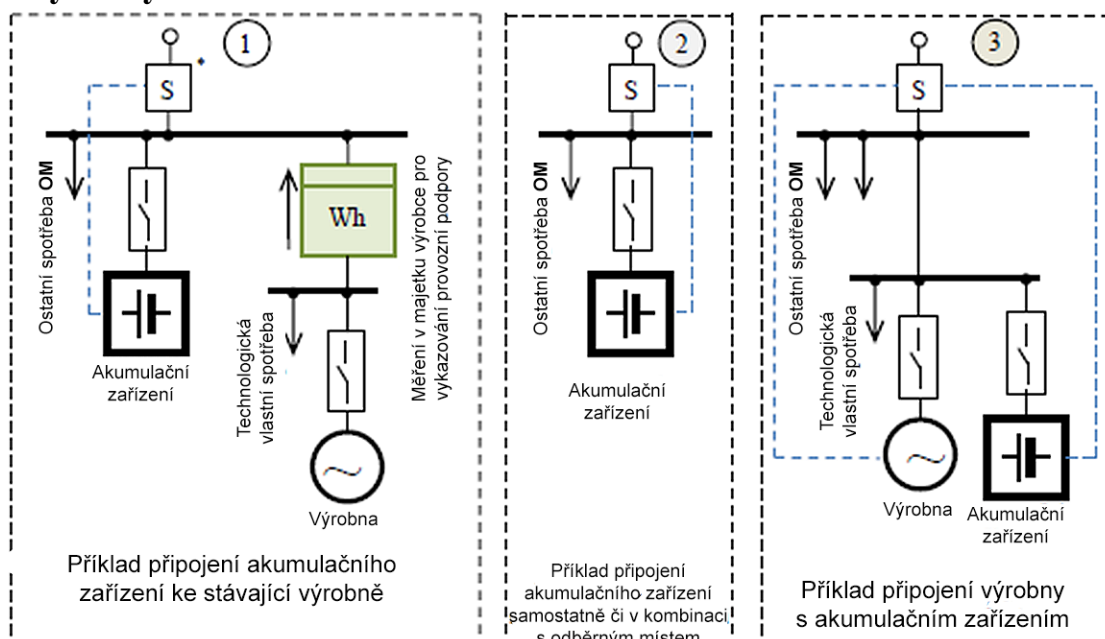 1
S
Ostatní spotřeba OM
Wh
Měření v majetku výrobce pro
vykazování provozní podpory
Akumulační
zařízení
Technologická
vlastní spotřeba
Výrobna
Příklad připojení akumulačního
zařízení ke stávající výrobně
2
S
Ostatní spotřeba OM
Akumulační
zařízení
Příklad připojení
akumulačního zařízení
samostatně či v kombinaci
s odběrným místem
3
S
Ostatní spotřeba OM
Technologická
vlastní spotřeba
Výrobna
Akumulační
zařízení
Příklad připojení výrobny
s akumulačním zařízením